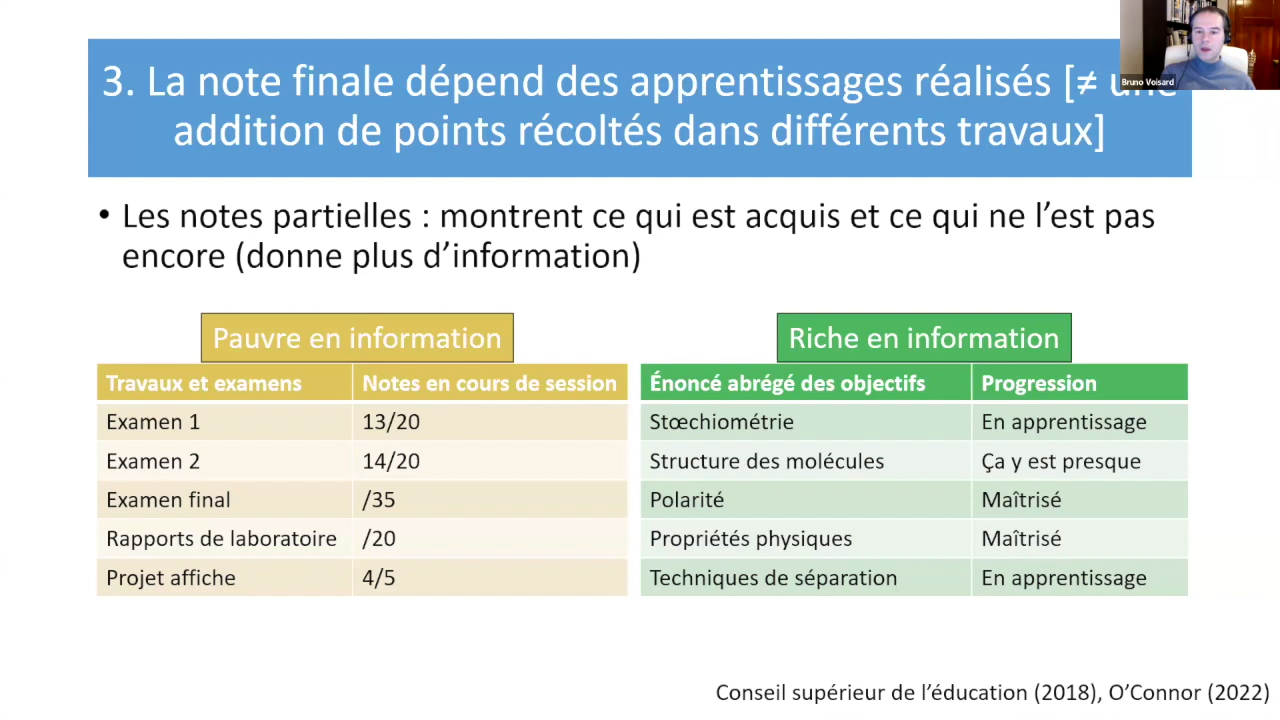 3. La note finale dépend des apprentissages réalisés [≠ une
addition de points récoltés dans différents travaux]
Bruno Voisard
• Les notes partielles : montrent ce qui est acquis et ce qui ne l’est pas
encore (donne plus d’information)
Pauvre en information
Travaux et examens Notes en cours de session
Examen 1 13/20
Examen 2 14/20
Examen final /35
Rapports de laboratoire /20
Projet affiche 4/5
Riche en information
Énoncé abrégé des objectifs Progression
Stœchiométrie En apprentissage
Structure des molécules Ça y est presque
Polarité Maîtrisé
Propriétés physiques Maîtrisé
Techniques de séparation En apprentissage
Conseil supérieur de l’éducation (2018), O’Connor (2022)